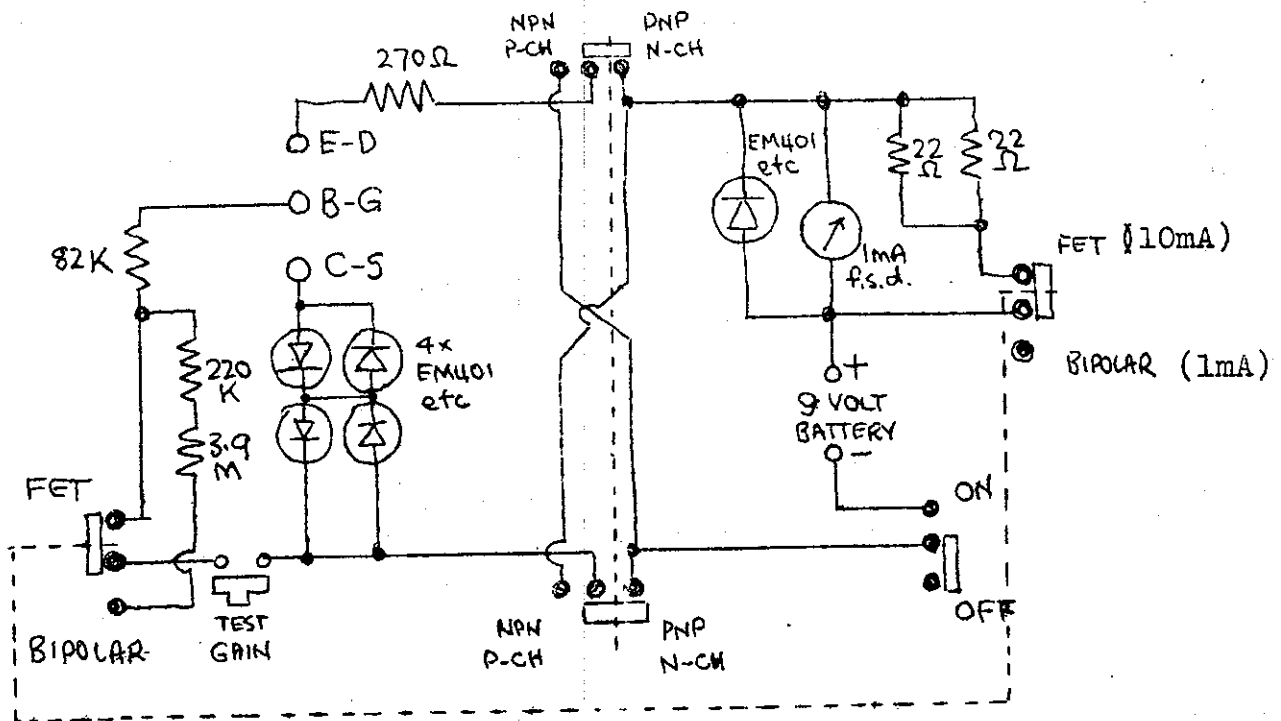 NPN
P-CH
PNP
N-CH
270Ω
E-D
B-G
C-S
82K
220
K
3.9
M
4x
EM401
etc
EM401
etc
1mA
f.s.d.
22
Ω
22
Ω
FET (10mA)
BIPOLAR (1mA)
+
9 VOLT
BATTERY
-
ON
OFF
FET
BIPOLAR
TEST
GAIN
NPN
P-CH
PNP
N-CH